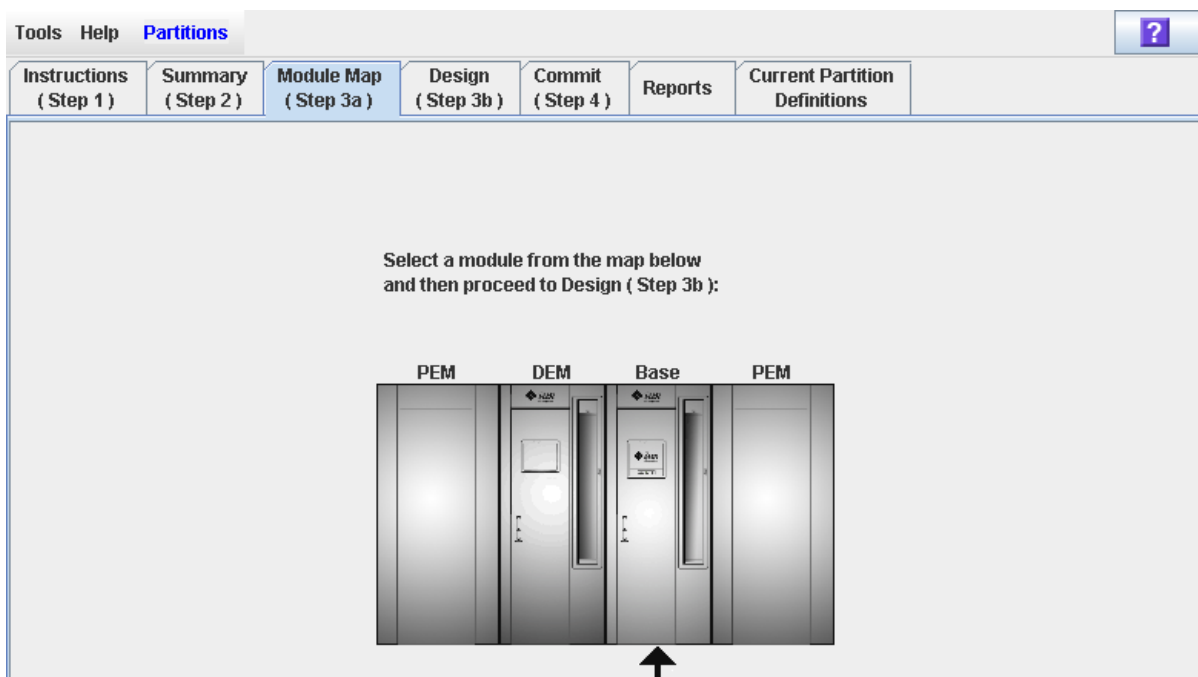 Tools Help Partitions
?
Instructions
( Step 1 )
Summary
( Step 2 )
Module Map
( Step 3a )
Design
( Step 3b )
Commit
( Step 4 )
Reports
Current Partition
Definitions
Select a module from the map below
and then proceed to Design ( Step 3b ):
PEM DEM Base PEM